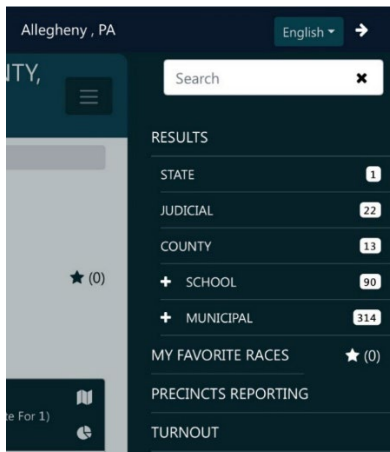 Allegheny , PA
English
NTY,
Search
RESULTS
STATE 1
JUDICIAL 22
COUNTY 13
(0)
+ SCHOOL 90
+ MUNICIPAL 314
MY FAVORITE RACES (0)
PRECINCTS REPORTING
te For 1)
TURNOUT